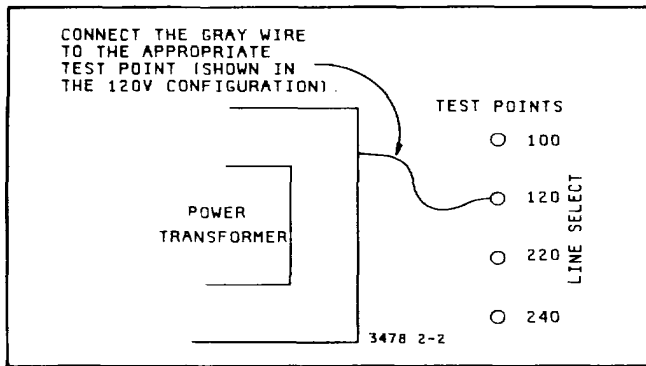 CONNECT THE GRAY WIRE
TO THE APPROPRIATE
TEST POINT (SHOWN IN
THE 120V CONFIGURATION).
TEST POINTS
100
120
220
240
LINE SELECT
POWER
TRANSFORMER
3478 2-2